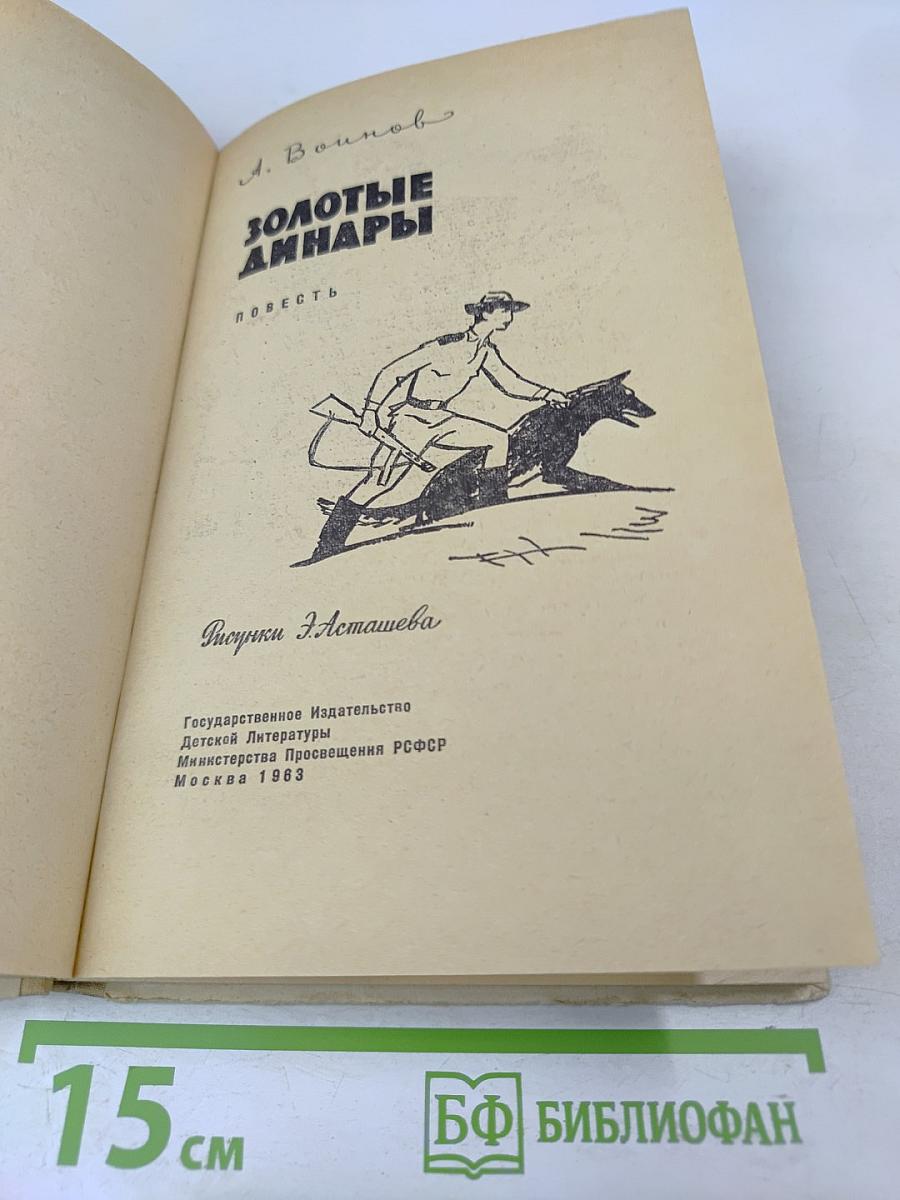 А. Воинов
ЗОЛОТЫЕ
ДИНАРЫ
ПОВЕСТЬ
Рисунки Э. Асташева
Государственное Издательство
Детской Литературы
Министерства Просвещения РСФСР
Москва 1963
15 см
БФ БИБЛИОФАН